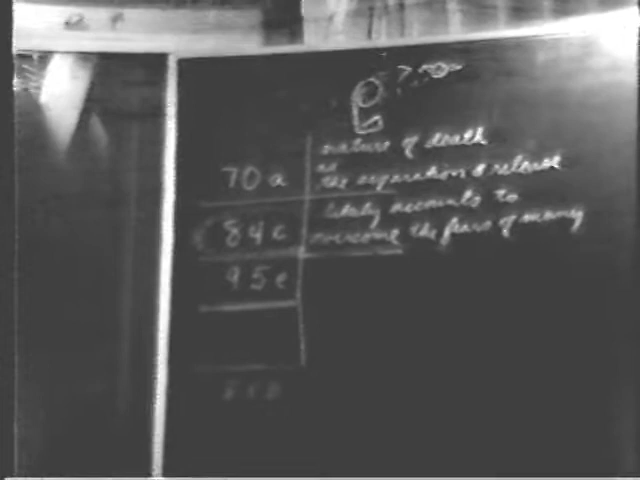 nature of death
70a
as
the separation & release
84c
likely accounts to
overcome the fears of many
95e